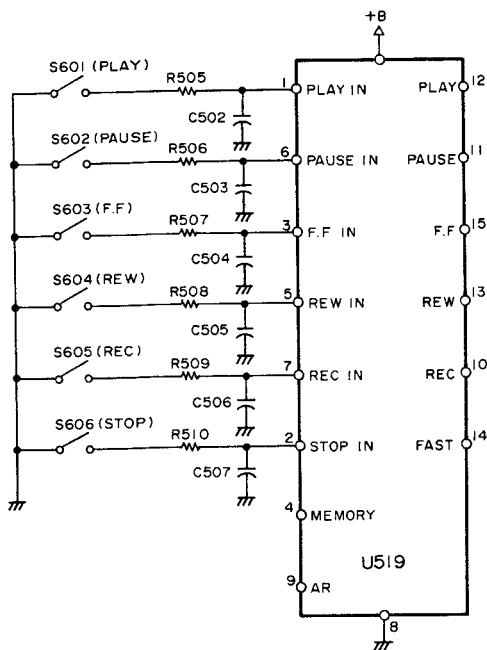 +B
S601 (PLAY)
R505
1
PLAY IN
PLAY
12
C502
S602 (PAUSE)
R506
6
PAUSE IN
PAUSE
11
C503
S603 (F.F)
R507
3
F.F IN
F.F
15
C504
S604 (REW)
R508
5
REW IN
REW
13
C505
S605 (REC)
R509
7
REC IN
REC
10
C506
S606 (STOP)
R510
2
STOP IN
FAST
14
C507
4
MEMORY
U519
9
AR
8